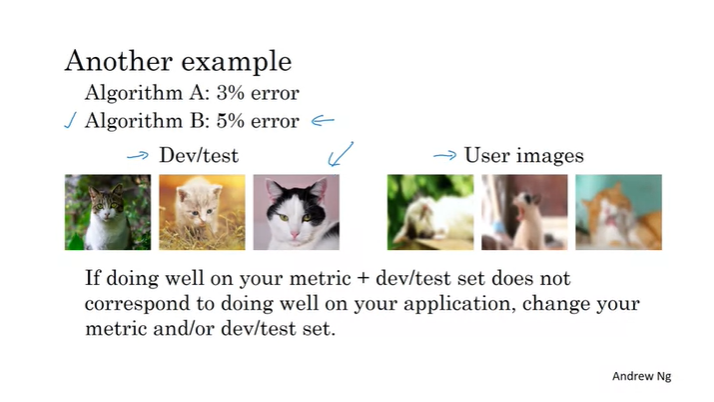 Another example
Algorithm A: 3% error
Algorithm B: 5% error
Dev/test
User images
If doing well on your metric + dev/test set does not
correspond to doing well on your application, change your
metric and/or dev/test set.
Andrew Ng